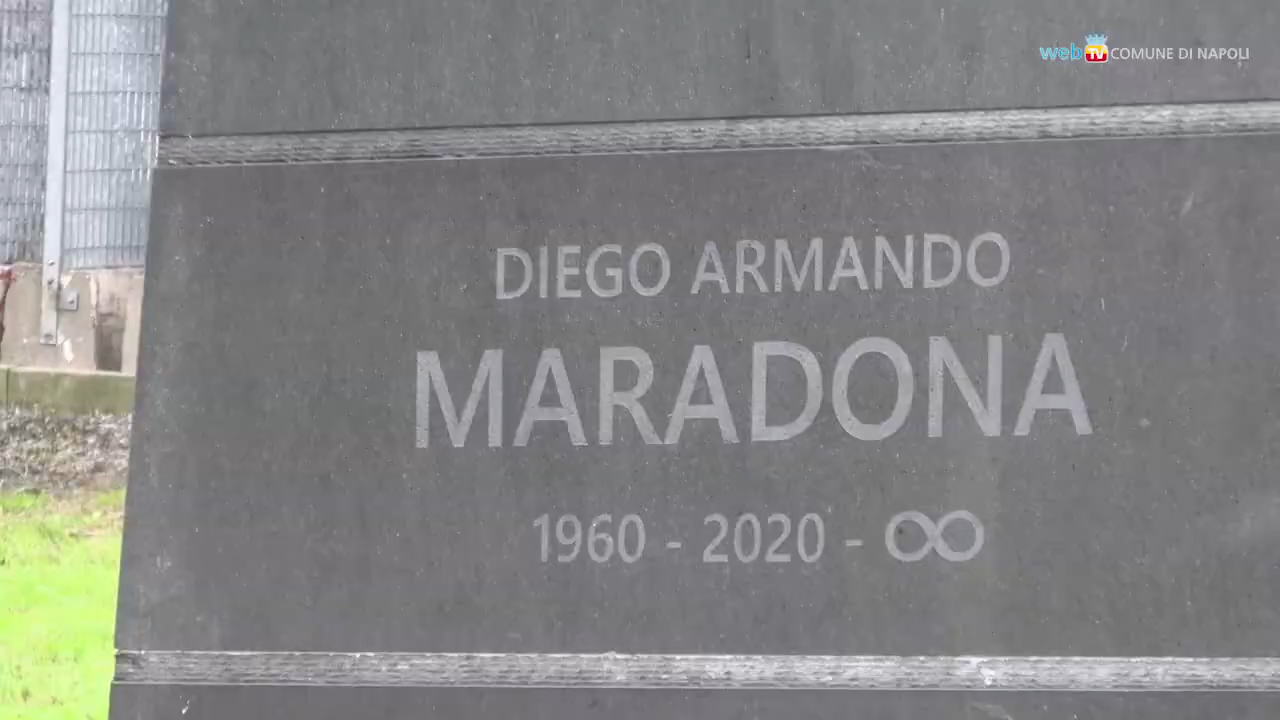 web TV COMUNE DI NAPOLI
DIEGO ARMANDO
MARADONA
1960 - 2020 - ∞